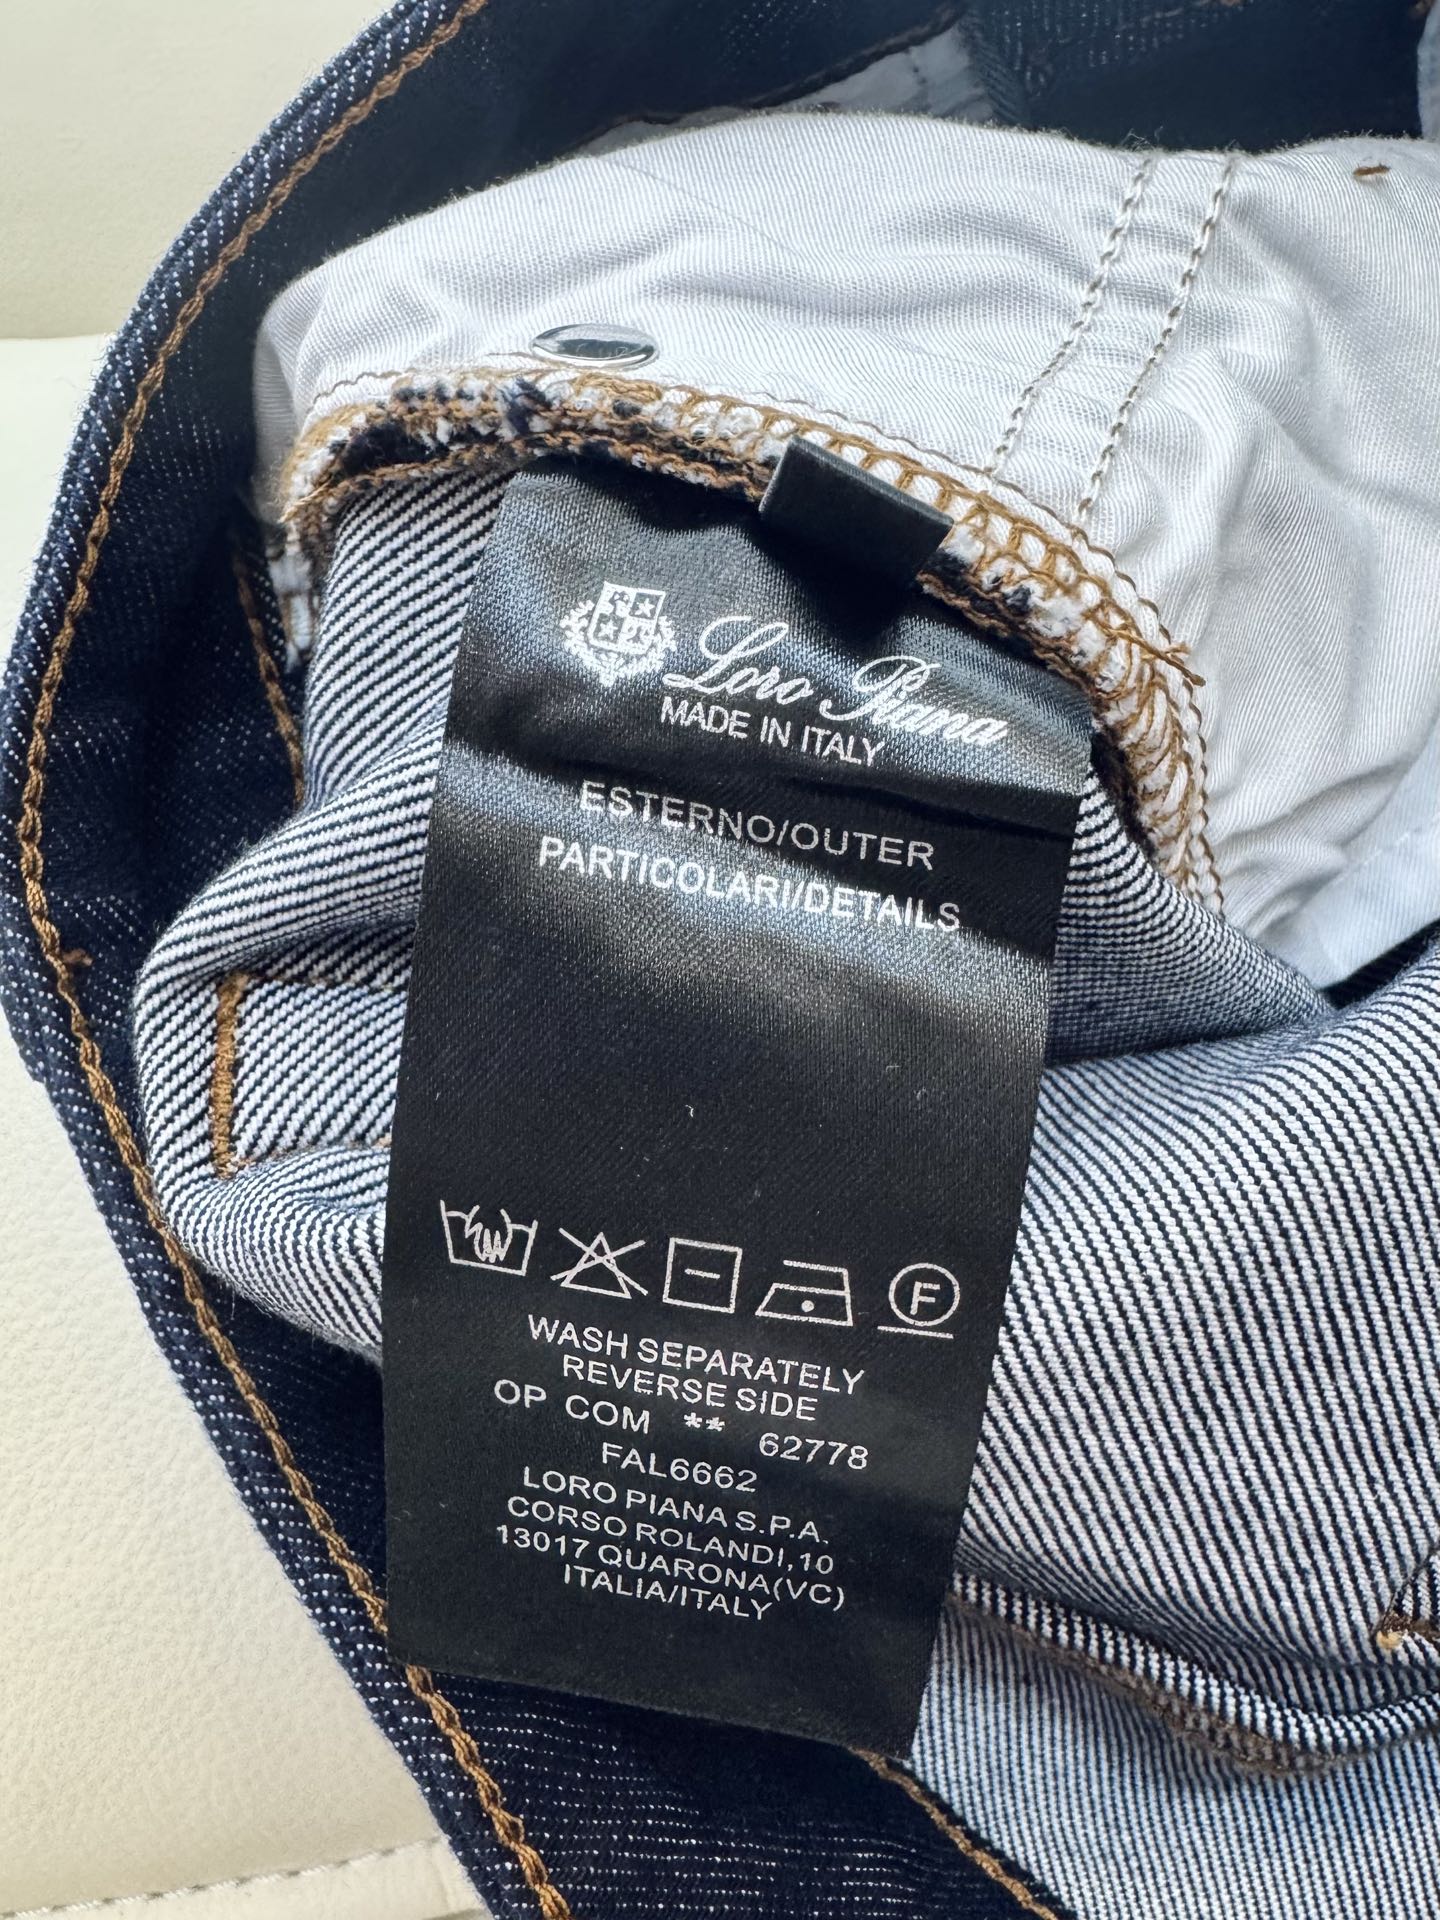 Loro Piana
MADE IN ITALY
ESTERNO/OUTER
PARTICOLARI/DETAILS
F
WASH SEPARATELY
REVERSE SIDE
OP COM ** 62778
FAL6662
LORO PIANA S.P.A.
CORSO ROLANDI,10
13017 QUARONA(VC)
ITALIA/ITALY